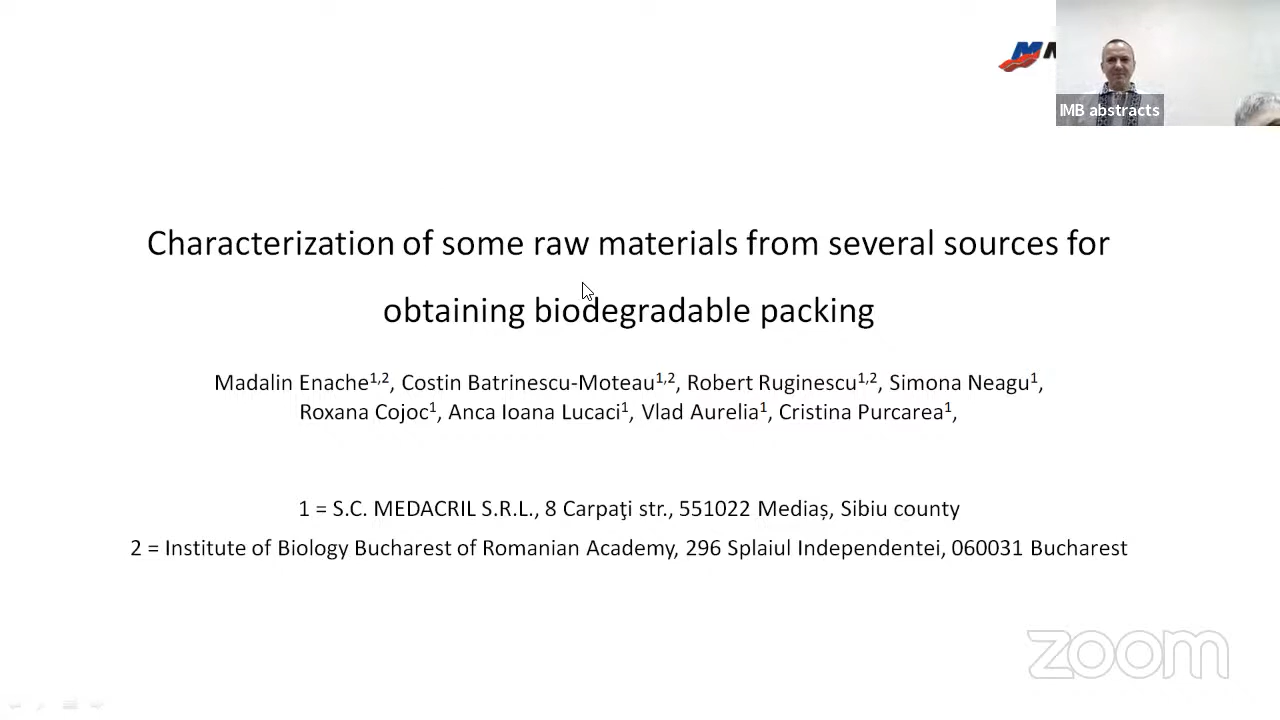 IMB abstracts
Characterization of some raw materials from several sources for
obtaining biodegradable packing
Madalin Enache1,2, Costin Batrinescu-Moteau1,2, Robert Ruginescu1,2, Simona Neagu1,
Roxana Cojoc1, Anca Ioana Lucaci1, Vlad Aurelia1, Cristina Purcarea1,
1 = S.C. MEDACRIL S.R.L., 8 Carpaţi str., 551022 Mediaș, Sibiu county
2 = Institute of Biology Bucharest of Romanian Academy, 296 Splaiul Independentei, 060031 Bucharest
zoom